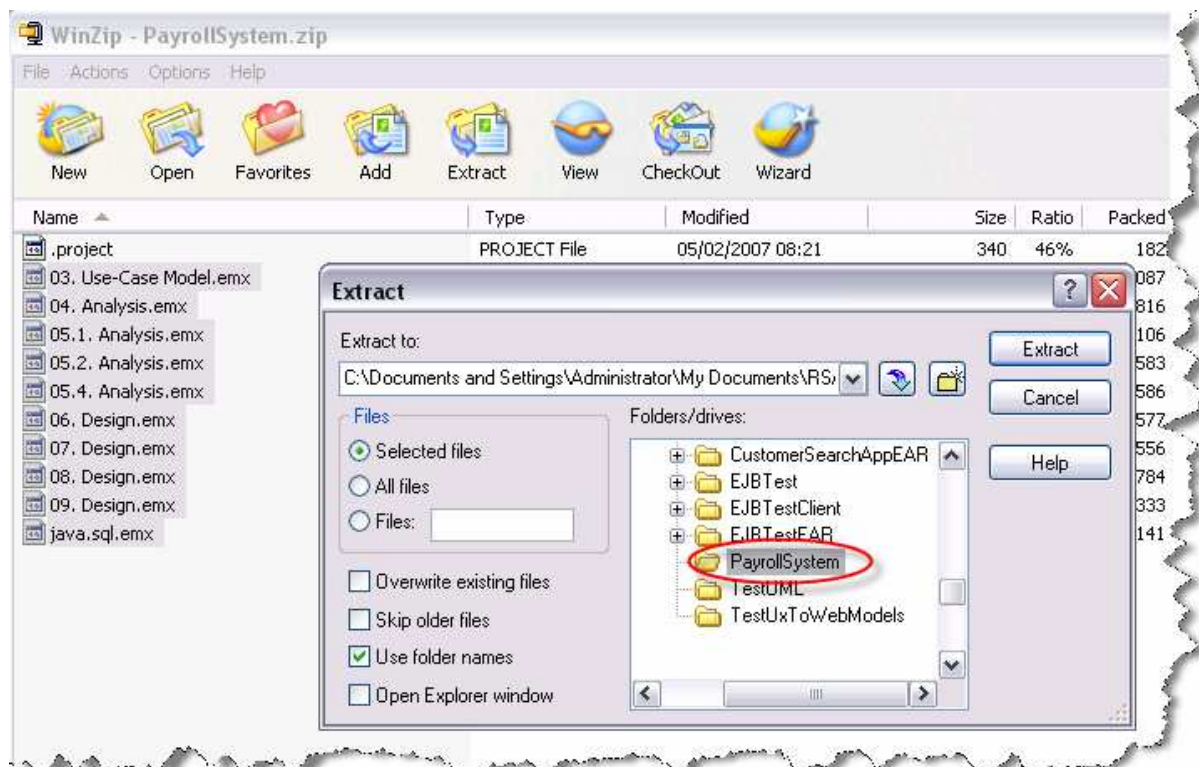 WinZip - PayrollSystem.zip
File Actions Options Help
New Open Favorites Add Extract View CheckOut Wizard
Name Type Modified Size Ratio Packed
.project PROJECT File 05/02/2007 08:21 340 46% 182
03. Use-Case Model.emx 087
04. Analysis.emx 816
05.1. Analysis.emx 106
05.2. Analysis.emx 583
05.4. Analysis.emx 586
06. Design.emx 577
07. Design.emx 556
08. Design.emx 784
09. Design.emx 333
java.sql.emx 141
Extract
Extract to:
C:\Documents and Settings\Administrator\My Documents\RSA
Extract
Cancel
Help
Files
Selected files
All files
Files:
Overwrite existing files
Skip older files
Use folder names
Open Explorer window
Folders/drives:
CustomerSearchAppEAR
EJBTest
EJBTestClient
EJBTestEAR
PayrollSystem
TestUML
TestUxToWebModels